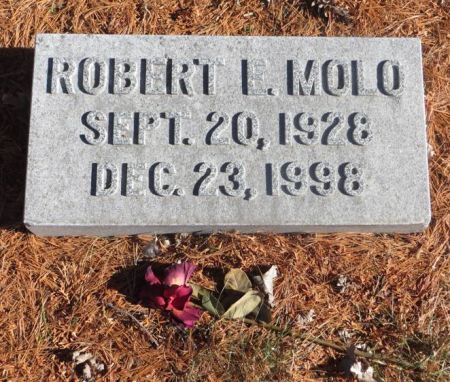 ROBERT E. MOLO
SEPT. 20, 1928
DEC. 23, 1998